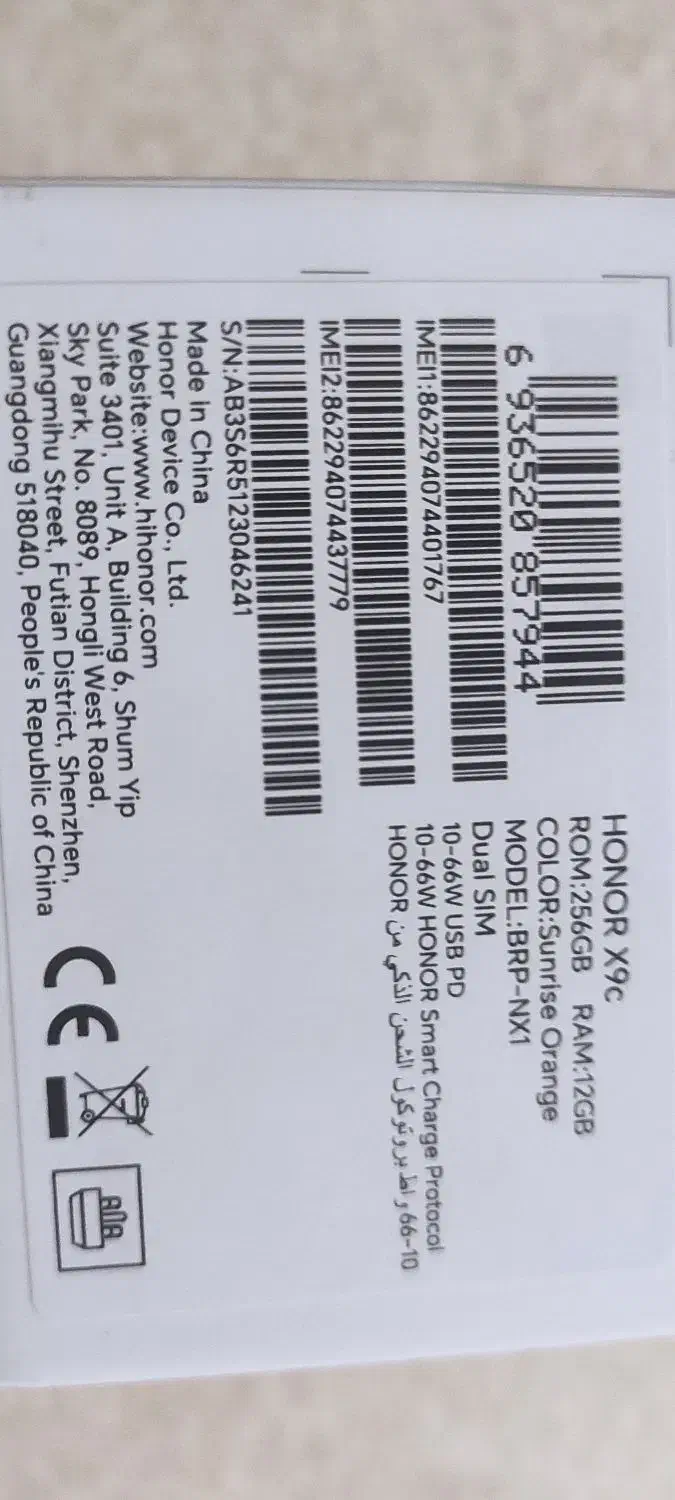 6 936520 857944
IMEI1:862294074401767
IMEI2:862294074437779
S/N:AB3S6R5123046241
Made in China
Honor Device Co., Ltd.
Website:www.hihonor.com
Suite 3401, Unit A, Building 6, Shum Yip
Sky Park, No. 8089, Hongli West Road,
Xiangmihu Street, Futian District, Shenzhen,
Guangdong 518040, People's Republic of China
HONOR X9c
ROM:256GB RAM:12GB
COLOR:Sunrise Orange
MODEL:BRP-NX1
Dual SIM
10-66W USB PD
10-66W HONOR Smart Charge Protocol
10-66 واط بروتوكول الشحن الذكي من HONOR
CE